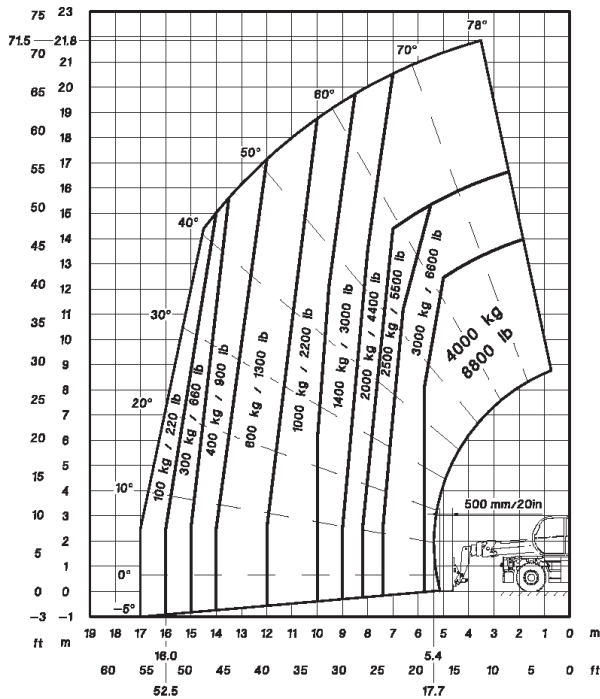 75 23
71.5 21.8
70 22
21
65 20
19
60 18
55 17
16
50 15
45 14
13
40 12
35 11
10
30 9
8
25 7
20 6
5
15 4
10 3
2
5 1
0 0
-3 -1
ft m
78°
70°
60°
50°
40°
30°
20°
10°
0°
-5°
100 kg / 220 lb
300 kg / 660 lb
400 kg / 900 lb
600 kg / 1300 lb
1000 kg / 2200 lb
1400 kg / 3000 lb
2000 kg / 4400 lb
2500 kg / 5500 lb
3000 kg / 6600 lb
4000 kg
8800 lb
500 mm/20in
19 18 17 16 15 14 13 12 11 10 9 8 7 6 5 4 3 2 1 0 m
16.0 5.4
60 55 50 45 40 35 30 25 20 15 10 5 0 ft
52.5 17.7